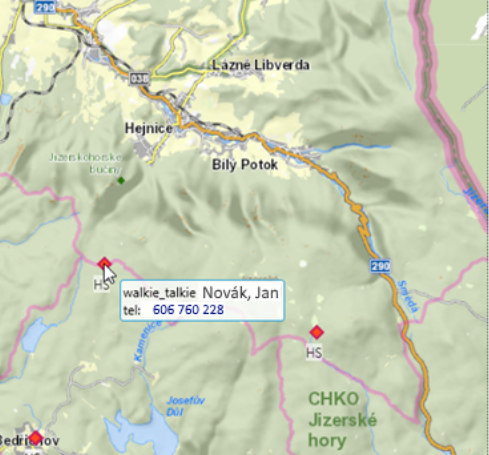 290
Lázně Libverda
038
Hejnice
Bílý Potok
Jizerskohorské
bučiny
290
Smědá
HS
walkie_talkie Novák, Jan
tel: 606 760 228
Kamenice
HS
Josefův
Důl
CHKO
Jizerské
hory